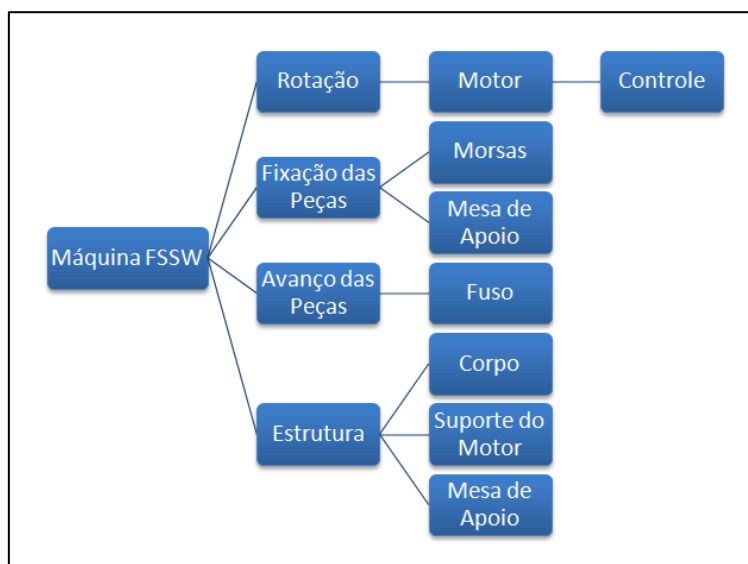 Rotação
Motor
Controle
Fixação das
Peças
Morsas
Mesa de
Apoio
Máquina FSSW
Avanço das
Peças
Fuso
Estrutura
Corpo
Suporte do
Motor
Mesa de
Apoio